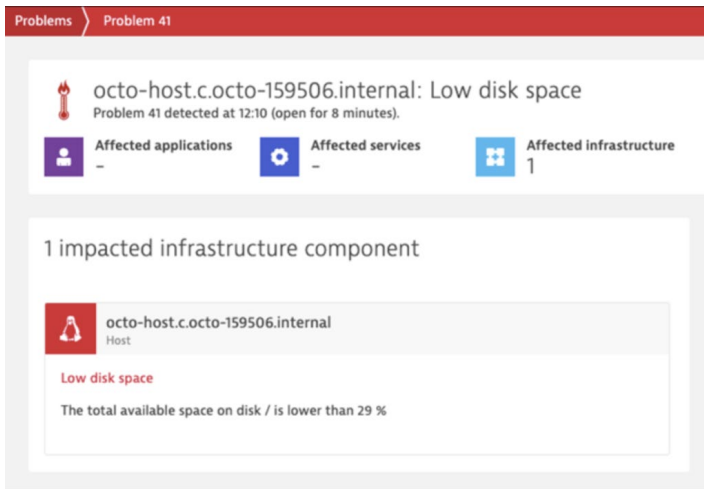 Problems Problem 41
octo-host.c.octo-159506.internal: Low disk space
Problem 41 detected at 12:10 (open for 8 minutes).
Affected applications
-
Affected services
-
Affected infrastructure
1
1 impacted infrastructure component
octo-host.c.octo-159506.internal
Host
Low disk space
The total available space on disk / is lower than 29 %